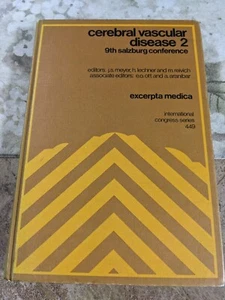 cerebral vascular
disease 2
9th salzburg conference
editors: j.s. meyer, h. lechner and m. reivich
associate editors: e.o. ott and a. aranibar
excerpta medica
international
congress series
449